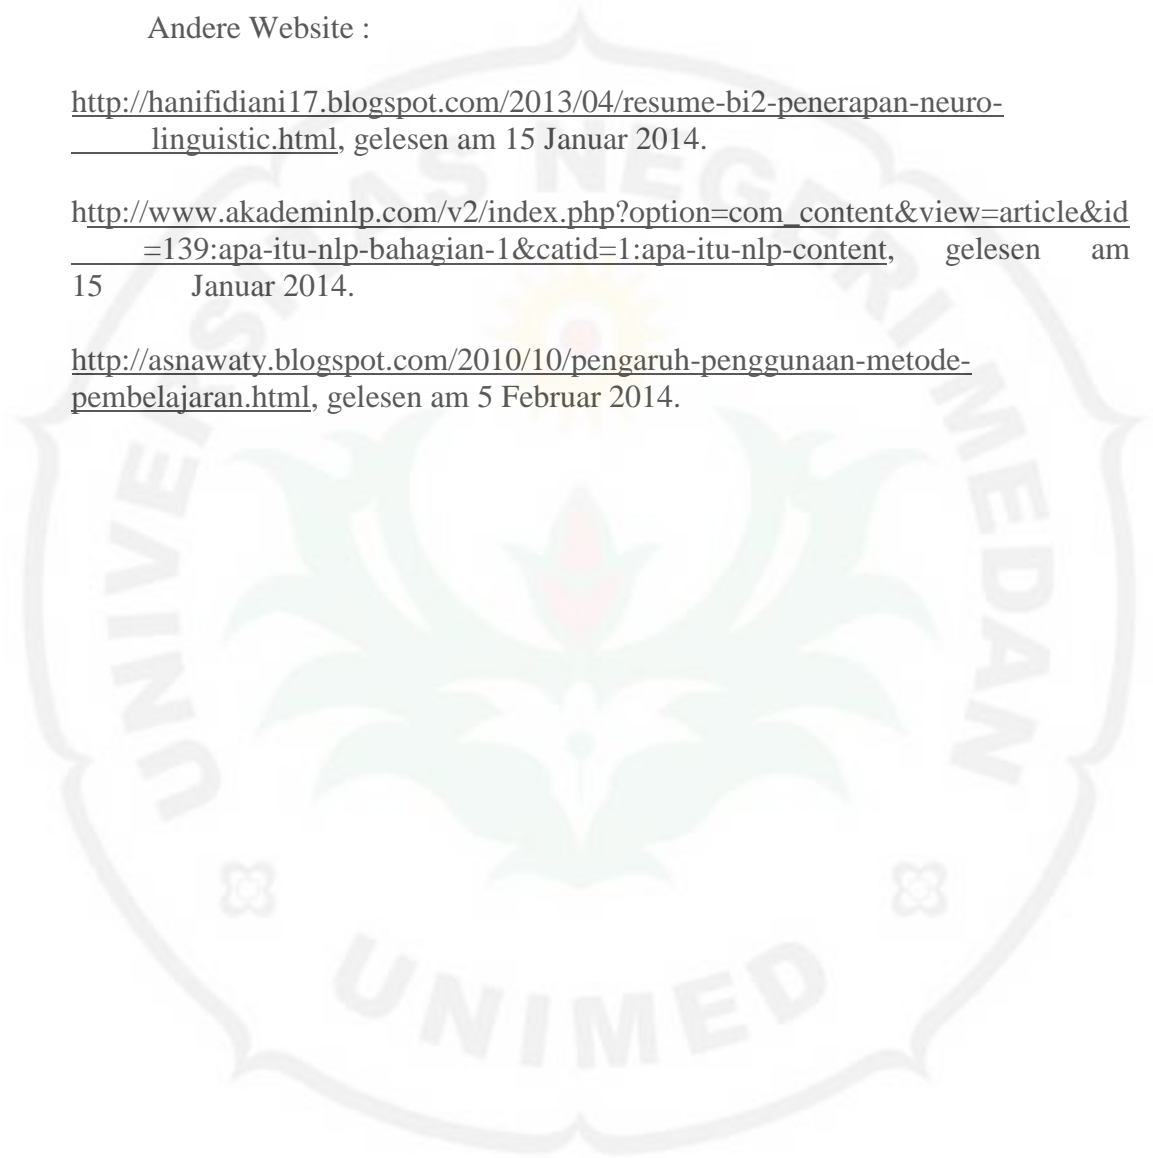 Andere Website :
http://hanifidiani17.blogspot.com/2013/04/resume-bi2-penerapan-neuro-
linguistic.html, gelesen am 15 Januar 2014.
http://www.akademinlp.com/v2/index.php?option=com_content&view=article&id
=139:apa-itu-nlp-bahagian-1&catid=1:apa-itu-nlp-content, gelesen am
15 Januar 2014.
http://asnawaty.blogspot.com/2010/10/pengaruh-penggunaan-metode-
pembelajaran.html, gelesen am 5 Februar 2014.
UNIVERSITAS NEGERI MEDAN
UNIMED